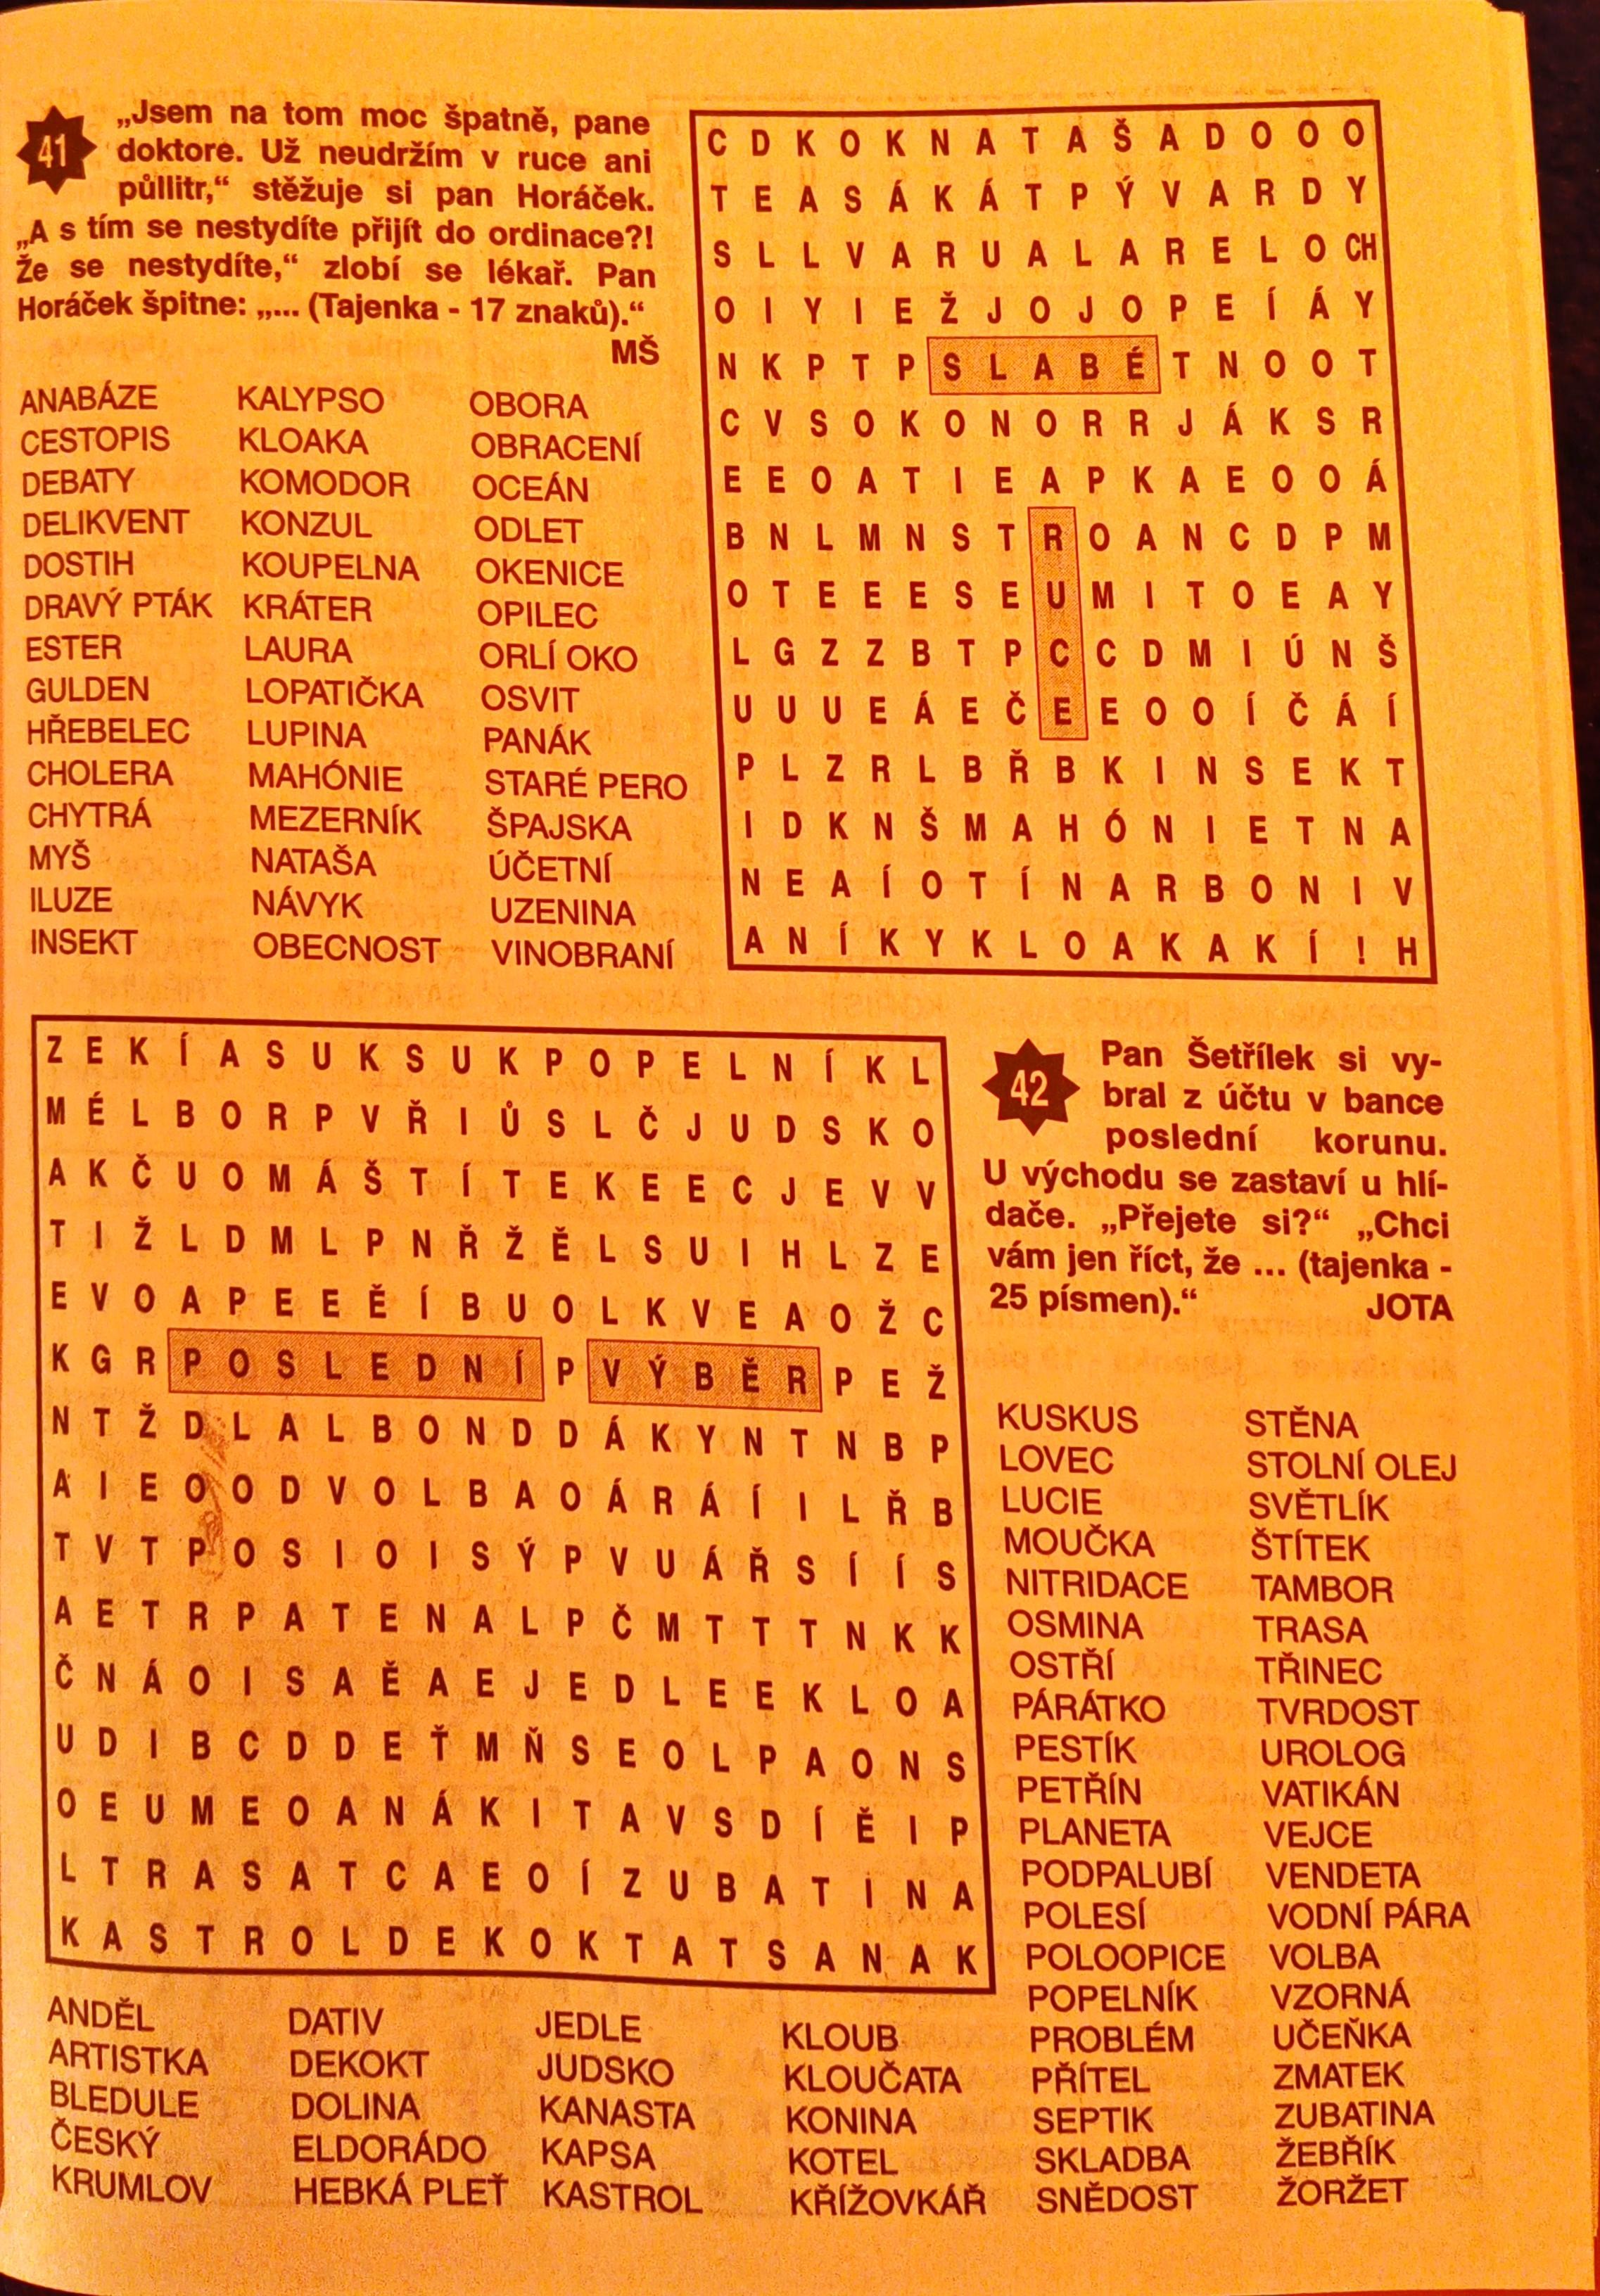 41
„Jsem na tom moc špatně, pane
doktore. Už neudržím v ruce ani
půllitr,“ stěžuje si pan Horáček.
„A s tím se nestydíte přijít do ordinace?!
Že se nestydíte,“ zlobí se lékař. Pan
Horáček špitne: „... (Tajenka - 17 znaků).“
MŠ
ANABÁZE KALYPSO OBORA
CESTOPIS KLOAKA OBRACENÍ
DEBATY KOMODOR OCEÁN
DELIKVENT KONZUL ODLET
DOSTIH KOUPELNA OKENICE
DRAVÝ PTÁK KRÁTER OPILEC
ESTER LAURA ORLÍ OKO
GULDEN LOPATIČKA OSVIT
HŘEBELEC LUPINA PANÁK
CHOLERA MAHÓNIE STARÉ PERO
CHYTRÁ MEZERNÍK ŠPAJSKA
MYŠ NATAŠA ÚČETNÍ
ILUZE NÁVYK UZENINA
INSEKT OBECNOST VINOBRANÍ
C D K O K N A T A Š A D O O O
T E A S Á K Á T P Ý V A R D Y
S L L V A R U A L A R E L O CH
O I Y I E Ž J O J O P E Í Á Y
N K P T P S L A B É T N O O T
C V S O K O N O R R J Á K S R
E E O A T I E A P K A E O O Á
B N L M N S T R O A N C D P M
O T E E E S E U M I T O E A Y
L G Z Z B T P C C D M I Ú N Š
U U U E Á E Č E E O O Í Č Á Í
P L Z R L B Ř B K I N S E K T
I D K N Š M A H Ó N I E T N A
N E A Í O T Í N A R B O N I V
A N Í K Y K L O A K A K Í ! H
Z E K Í A S U K S U K P O P E L N Í K L
M É L B O R P V Ř I Ů S L Č J U D S K O
A K Č U O M Á Š T Í T E K E E C J E V V
T I Ž L D M L P N Ř Ž Ě L S U I H L Z E
E V O A P E E Ě Í B U O L K V E A O Ž C
K G R P O S L E D N Í P V Ý B Ě R P E Ž
N T Ž D L A L B O N D D Á K Y N T N B P
A I E O O D V O L B A O Á R Á Í I L Ř B
T V T P O S I O I S Ý P V U Á Ř S Í Í S
A E T R P A T E N A L P Č M T T T N K K
Č N Á O I S A Ě A E J E D L E E K L O A
U D I B C D D E Ť M Ň S E O L P A O N S
O E U M E O A N Á K I T A V S D Í Ě I P
L T R A S A T C A E O Í Z U B A T I N A
K A S T R O L D E K O K T A T S A N A K
42
Pan Šetřílek si vy-
bral z účtu v bance
poslední korunu.
U východu se zastaví u hlí-
dače. „Přejete si?“ „Chci
vám jen říct, že ... (tajenka -
25 písmen).“ JOTA
KUSKUS STĚNA
LOVEC STOLNÍ OLEJ
LUCIE SVĚTLÍK
MOUČKA ŠTÍTEK
NITRIDACE TAMBOR
OSMINA TRASA
OSTŘÍ TŘINEC
PÁRÁTKO TVRDOST
PESTÍK UROLOG
PETŘÍN VATIKÁN
PLANETA VEJCE
PODPALUBÍ VENDETA
POLESÍ VODNÍ PÁRA
POLOOPICE VOLBA
POPELNÍK VZORNÁ
PROBLÉM UČEŇKA
PŘÍTEL ZMATEK
SEPTIK ZUBATINA
SKLADBA ŽEBŘÍK
SNĚDOST ŽORŽET
ANDĚL DATIV JEDLE KLOUB
ARTISTKA DEKOKT JUDSKO KLOUČATA
BLEDULE DOLINA KANASTA KONINA
ČESKÝ ELDORÁDO KAPSA KOTEL
KRUMLOV HEBKÁ PLEŤ KASTROL KŘÍŽOVKÁŘ